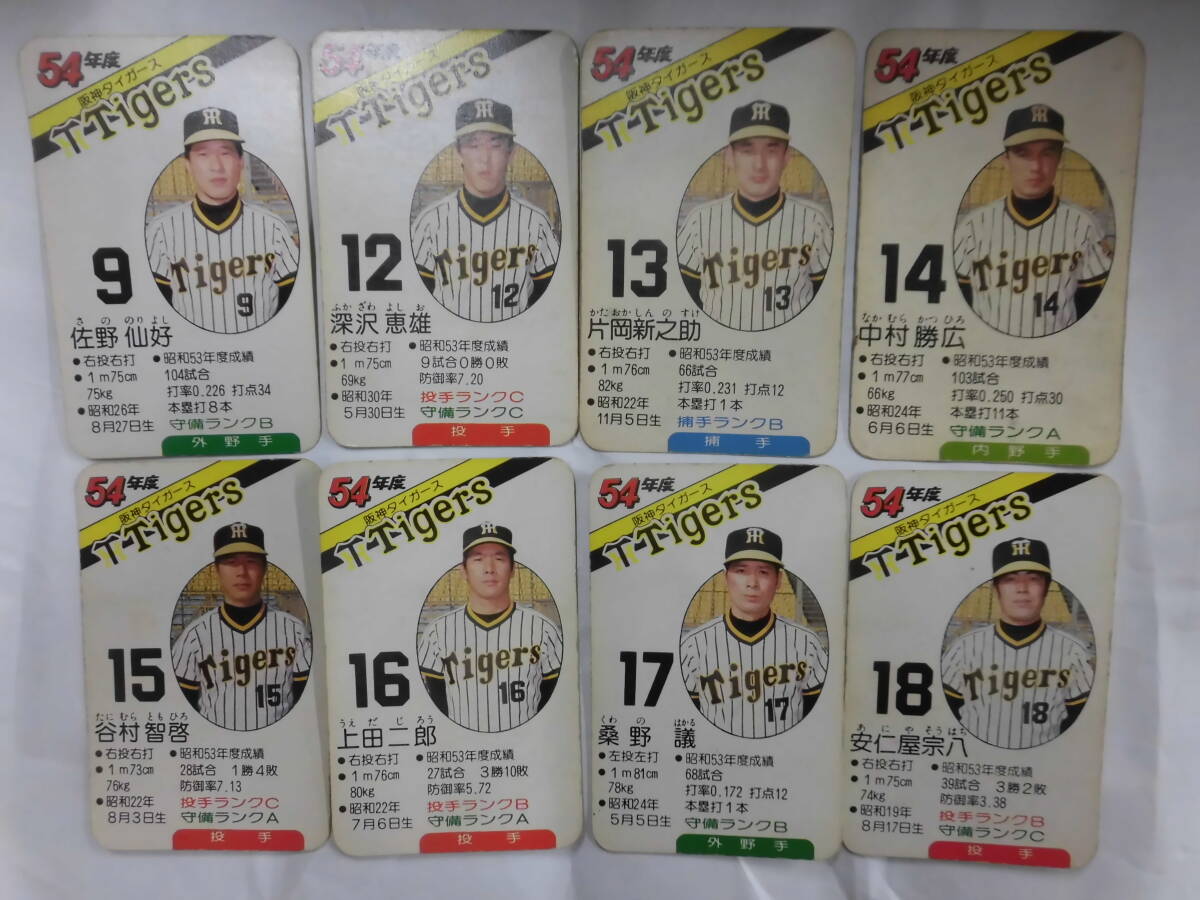 54年度
阪神タイガース
T-Tigers
Tigers
9
9
さの のりよし
佐野 仙好
●右投右打
●1m75cm
75kg
●昭和26年
8月27日生
●昭和53年度成績
104試合
打率0.226 打点34
本塁打8本
守備ランクB
外野手
54年度
阪神タイガース
T-Tigers
Tigers
12
12
ふかざわ よしお
深沢 恵雄
●右投右打
●1m75cm
69kg
●昭和30年
5月30日生
●昭和53年度成績
9試合0勝0敗
防御率7.20
投手ランクC
守備ランクC
投手
54年度
阪神タイガース
T-Tigers
Tigers
13
13
かたおかしんのすけ
片岡新之助
●右投右打
●1m76cm
82kg
●昭和22年
11月5日生
●昭和53年度成績
66試合
打率0.231 打点12
本塁打1本
捕手ランクB
捕手
54年度
阪神タイガース
T-Tigers
Tigers
14
14
なかむら かつひろ
中村 勝広
●右投右打
●1m77cm
66kg
●昭和24年
6月6日生
●昭和53年度成績
103試合
打率0.250 打点30
本塁打11本
守備ランクA
内野手
54年度
阪神タイガース
T-Tigers
Tigers
15
15
たにむら ともひろ
谷村 智啓
●右投右打
●1m73cm
76kg
●昭和22年
8月3日生
●昭和53年度成績
28試合 1勝4敗
防御率7.13
投手ランクC
守備ランクA
投手
54年度
阪神タイガース
T-Tigers
Tigers
16
16
うえだ じろう
上田二郎
●右投右打
●1m76cm
80kg
●昭和22年
7月6日生
●昭和53年度成績
27試合 3勝10敗
防御率5.72
投手ランクB
守備ランクA
投手
54年度
阪神タイガース
T-Tigers
Tigers
17
17
くわの はかる
桑野 議
●左投左打
●1m81cm
78kg
●昭和24年
5月5日生
●昭和53年度成績
68試合
打率0.172 打点12
本塁打1本
守備ランクB
外野手
54年度
阪神タイガース
T-Tigers
Tigers
18
18
あにや そうはち
安仁屋宗八
●右投右打
●1m75cm
74kg
●昭和19年
8月17日生
●昭和53年度成績
39試合 3勝2敗
防御率3.38
投手ランクB
守備ランクC
投手